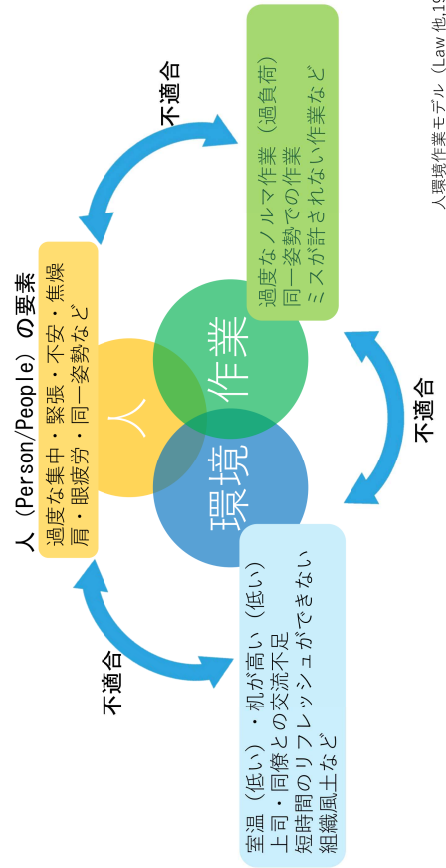 人（Person/People）の要素
過度な集中・緊張・不安・焦燥
肩・眼疲労・同一姿勢など
不適合
不適合
人
環境
作業
室温（低い）・机が高い（低い）
上司・同僚との交流不足
短時間のリフレッシュができない
組織風土など
過度なノルマ作業（過負荷）
同一姿勢での作業
ミスが許されない作業など
不適合
人環境作業モデル（Law 他,19